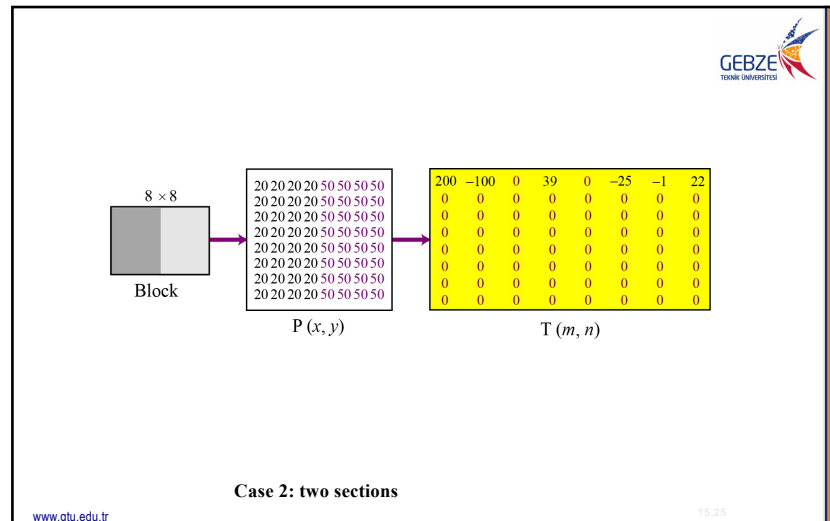 GEBZE
TEKNİK ÜNİVERSİTESİ
8 × 8
Block
20 20 20 20 50 50 50 50
20 20 20 20 50 50 50 50
20 20 20 20 50 50 50 50
20 20 20 20 50 50 50 50
20 20 20 20 50 50 50 50
20 20 20 20 50 50 50 50
20 20 20 20 50 50 50 50
20 20 20 20 50 50 50 50
P (x, y)
200 −100 0 39 0 −25 −1 22
0 0 0 0 0 0 0 0
0 0 0 0 0 0 0 0
0 0 0 0 0 0 0 0
0 0 0 0 0 0 0 0
0 0 0 0 0 0 0 0
0 0 0 0 0 0 0 0
0 0 0 0 0 0 0 0
T (m, n)
Case 2: two sections
www.gtu.edu.tr
15.25